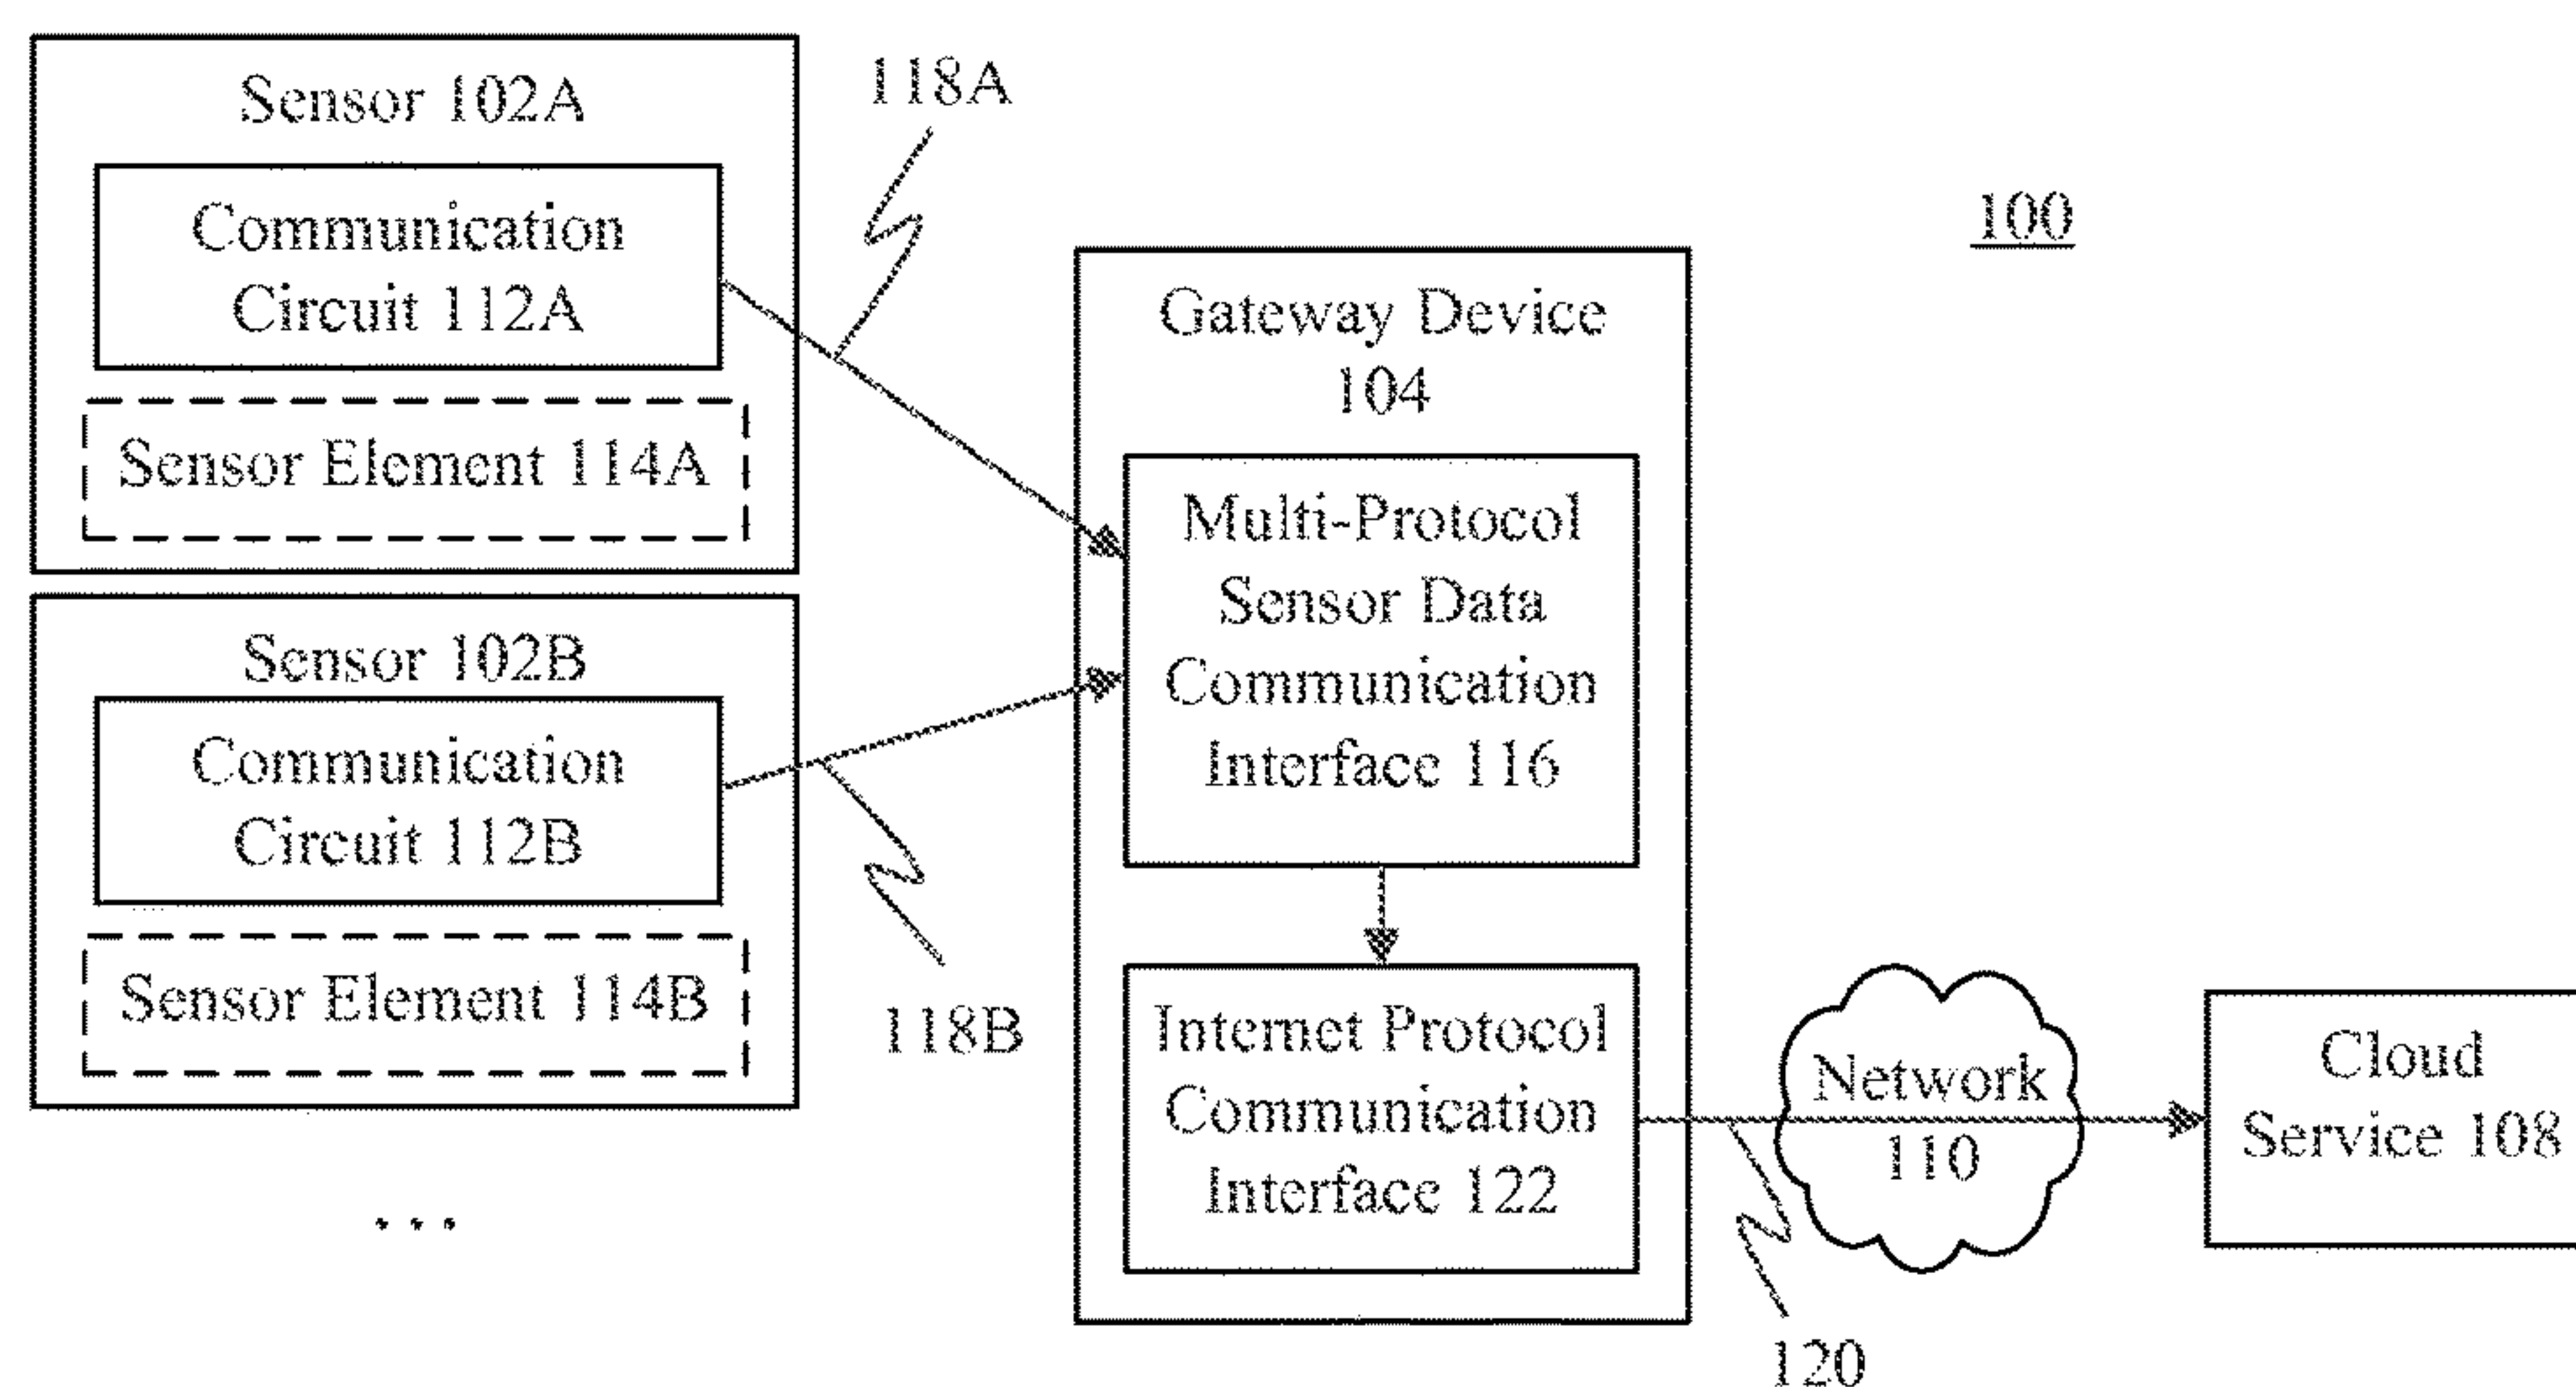 Sensor 102A
Communication
Circuit 112A
Sensor Element 114A
118A
Sensor 102B
Communication
Circuit 112B
Sensor Element 114B
118B
...
100
Gateway Device
104
Multi-Protocol
Sensor Data
Communication
Interface 116
Internet Protocol
Communication
Interface 122
120
Network
110
Cloud
Service 108